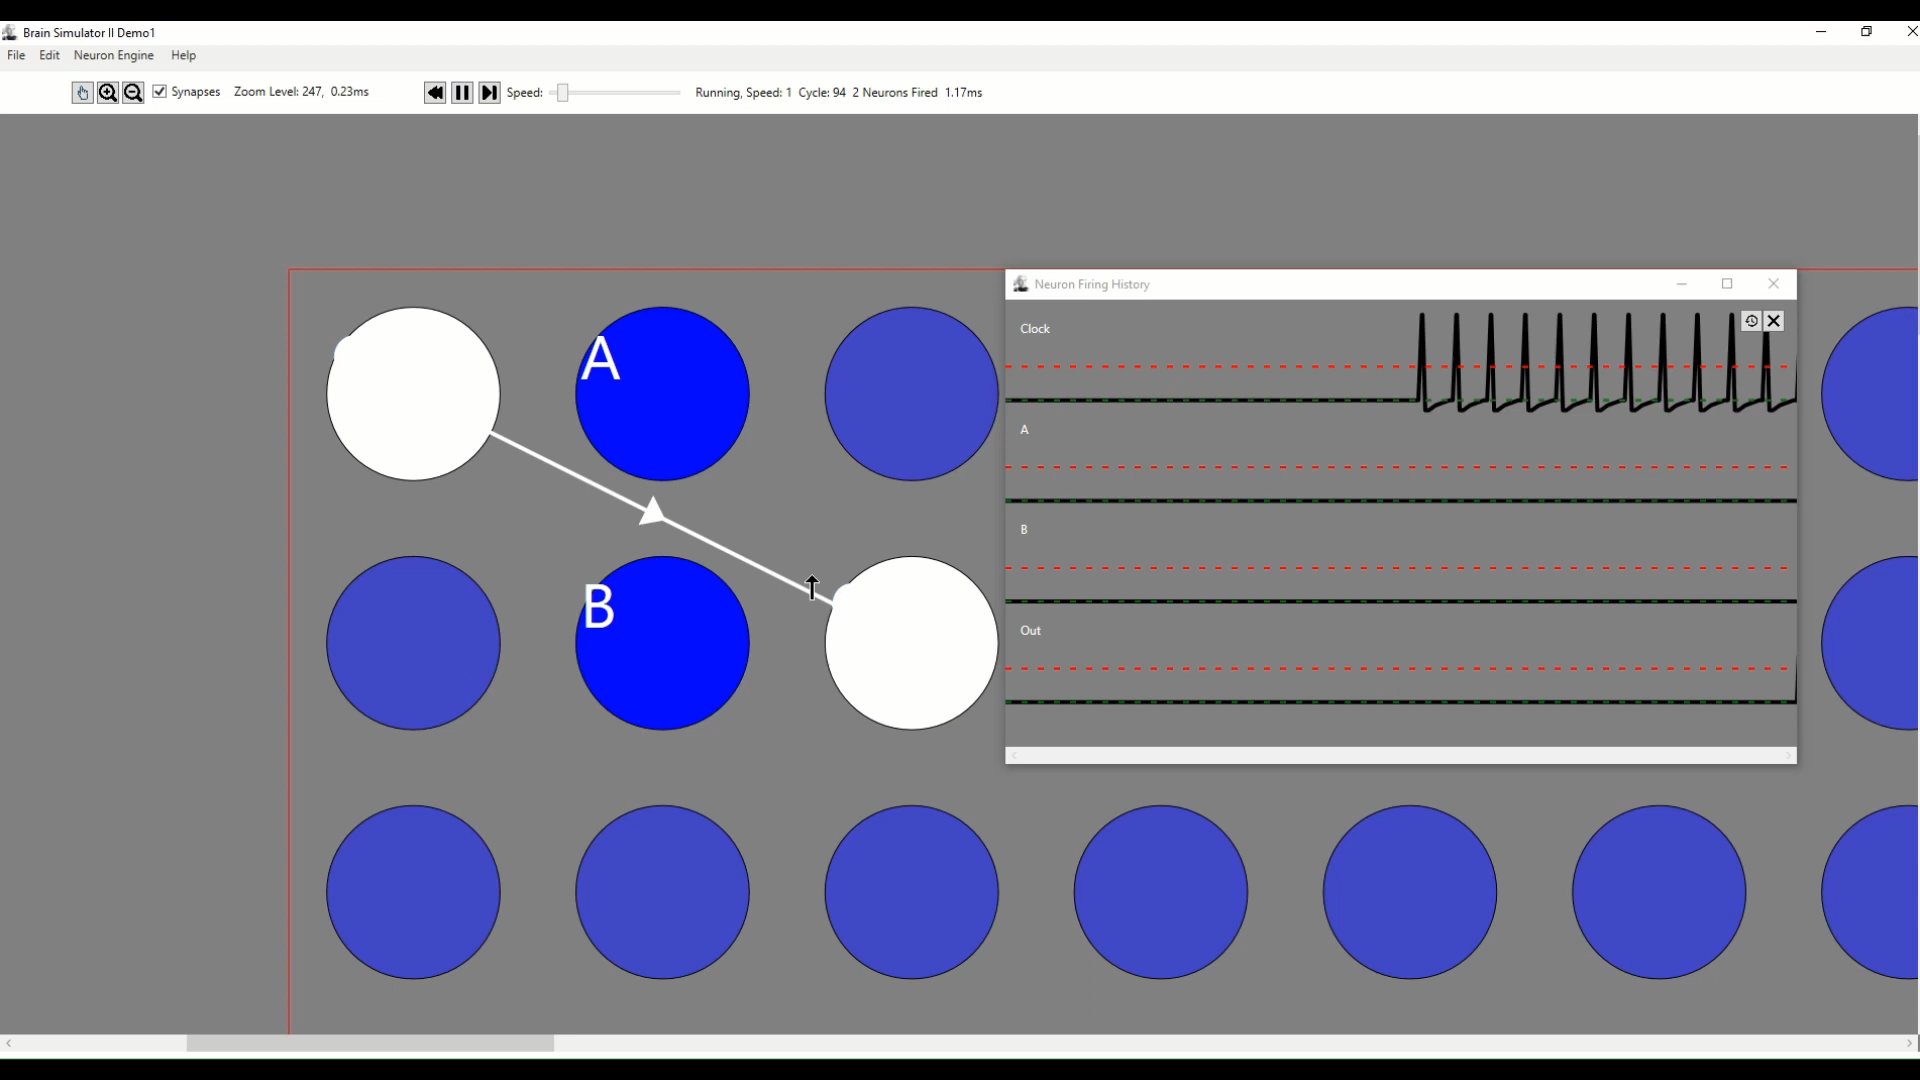 Brain Simulator II Demo1
File Edit Neuron Engine Help
Synapses Zoom Level: 247, 0.23ms Speed: Running, Speed: 1 Cycle: 94 2 Neurons Fired 1.17ms
Neuron Firing History
Clock
A
A
B
B
Out